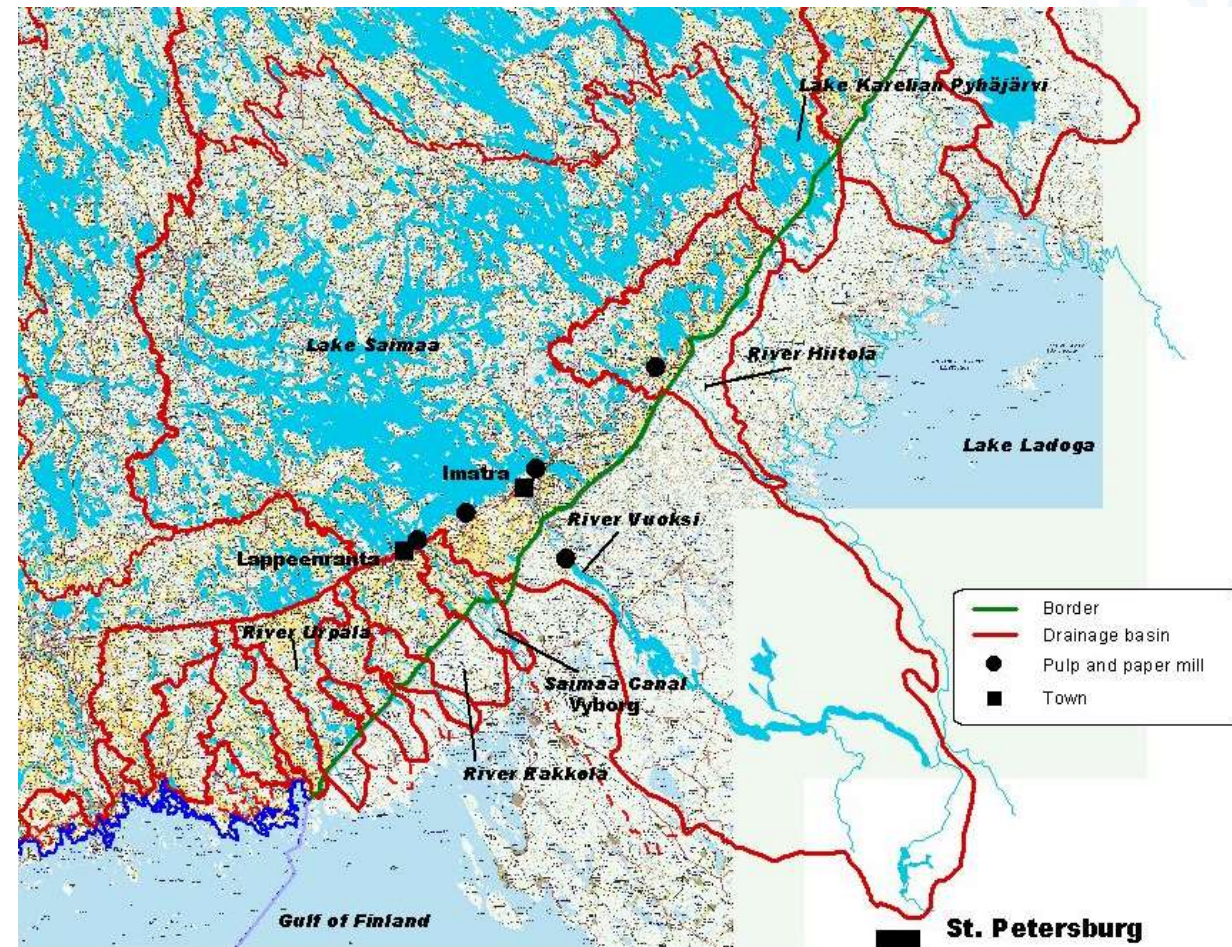 Lake Karelian Pyhäjärvi
Lake Saimaa
River Hiitola
Lake Ladoga
Imatra
River Vuoksi
Lappeenranta
River Urpala
Saimaa Canal
Vyborg
River Rakkola
Gulf of Finland
St. Petersburg
Border
Drainage basin
Pulp and paper mill
Town